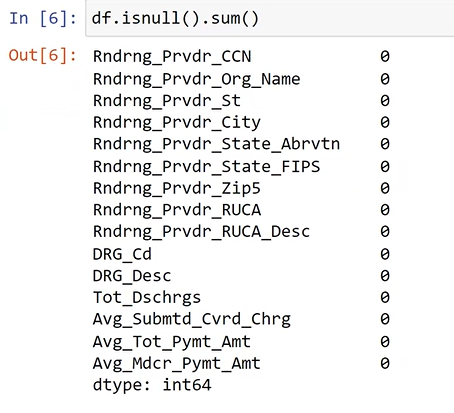 In [6]: df.isnull().sum()
Out[6]: Rndrng_Prvdr_CCN 0
Rndrng_Prvdr_Org_Name 0
Rndrng_Prvdr_St 0
Rndrng_Prvdr_City 0
Rndrng_Prvdr_State_Abrvtn 0
Rndrng_Prvdr_State_FIPS 0
Rndrng_Prvdr_Zip5 0
Rndrng_Prvdr_RUCA 0
Rndrng_Prvdr_RUCA_Desc 0
DRG_Cd 0
DRG_Desc 0
Tot_Dschrgs 0
Avg_Submtd_Cvrd_Chrg 0
Avg_Tot_Pymt_Amt 0
Avg_Mdcr_Pymt_Amt 0
dtype: int64